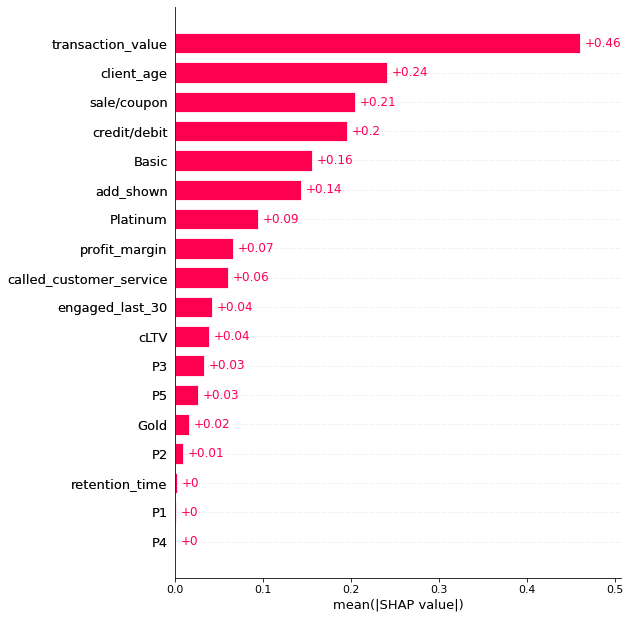 transaction_value +0.46
client_age +0.24
sale/coupon +0.21
credit/debit +0.2
Basic +0.16
add_shown +0.14
Platinum +0.09
profit_margin +0.07
called_customer_service +0.06
engaged_last_30 +0.04
cLTV +0.04
P3 +0.03
P5 +0.03
Gold +0.02
P2 +0.01
retention_time +0
P1 +0
P4 +0
0.0 0.1 0.2 0.3 0.4 0.5
mean(|SHAP value|)